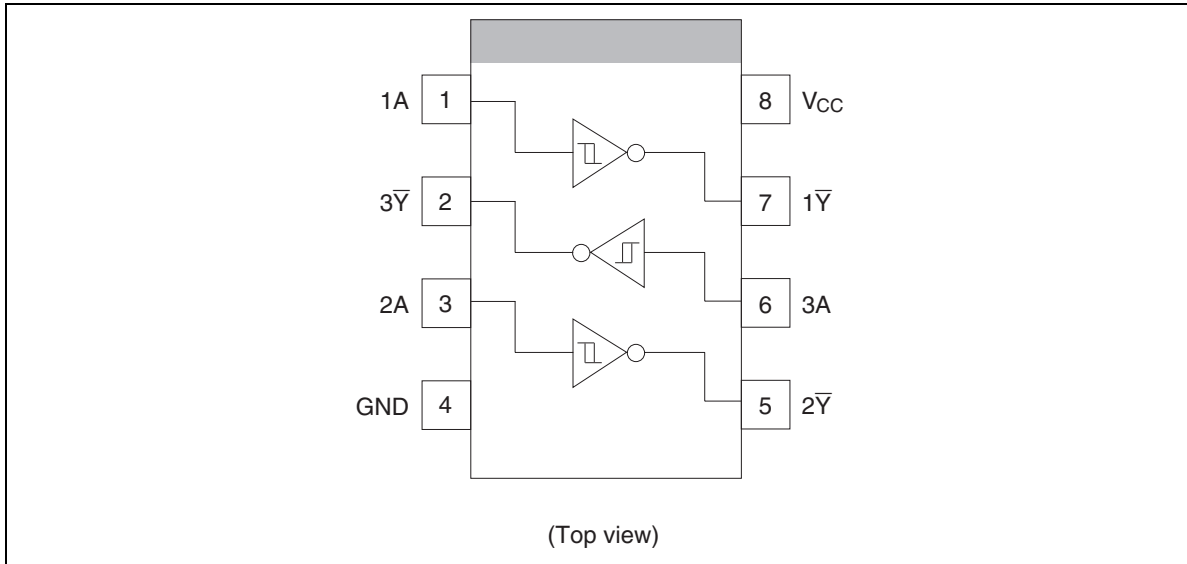 1A 1 8 VCC
3Y̅ 2 7 1Y̅
2A 3 6 3A
GND 4 5 2Y̅
(Top view)